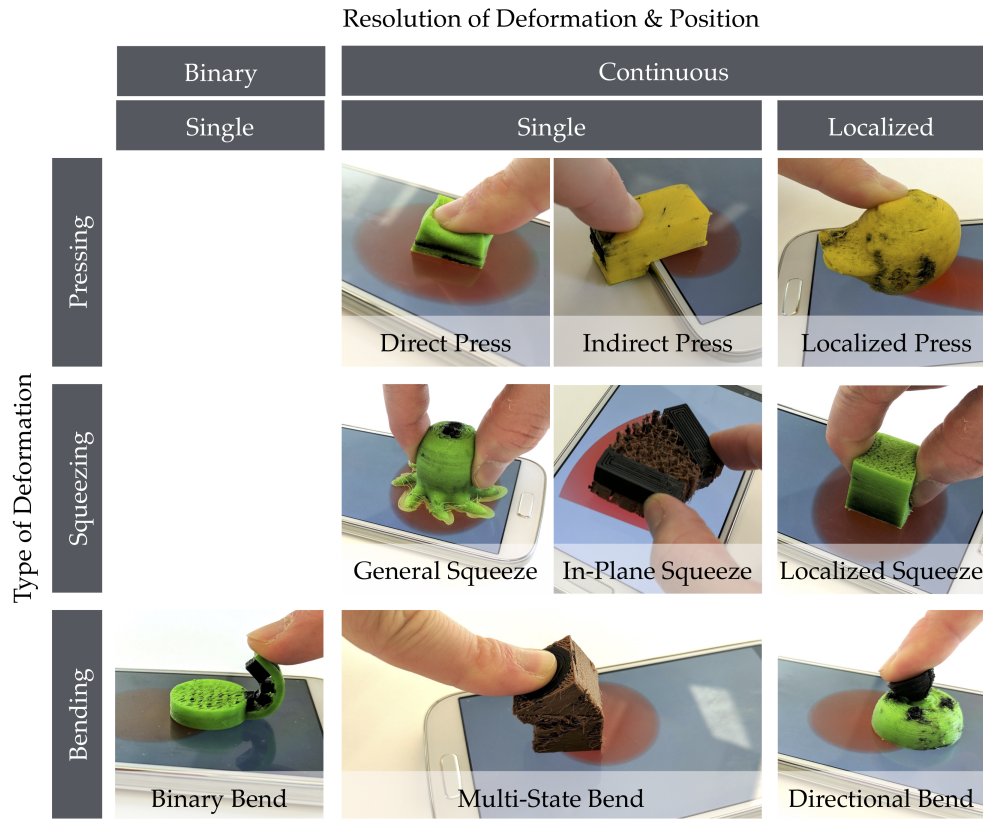 Resolution of Deformation & Position
Binary
Continuous
Single
Single
Localized
Type of Deformation
Pressing
Direct Press
Indirect Press
Localized Press
Squeezing
General Squeeze
In-Plane Squeeze
Localized Squeeze
Bending
Binary Bend
Multi-State Bend
Directional Bend